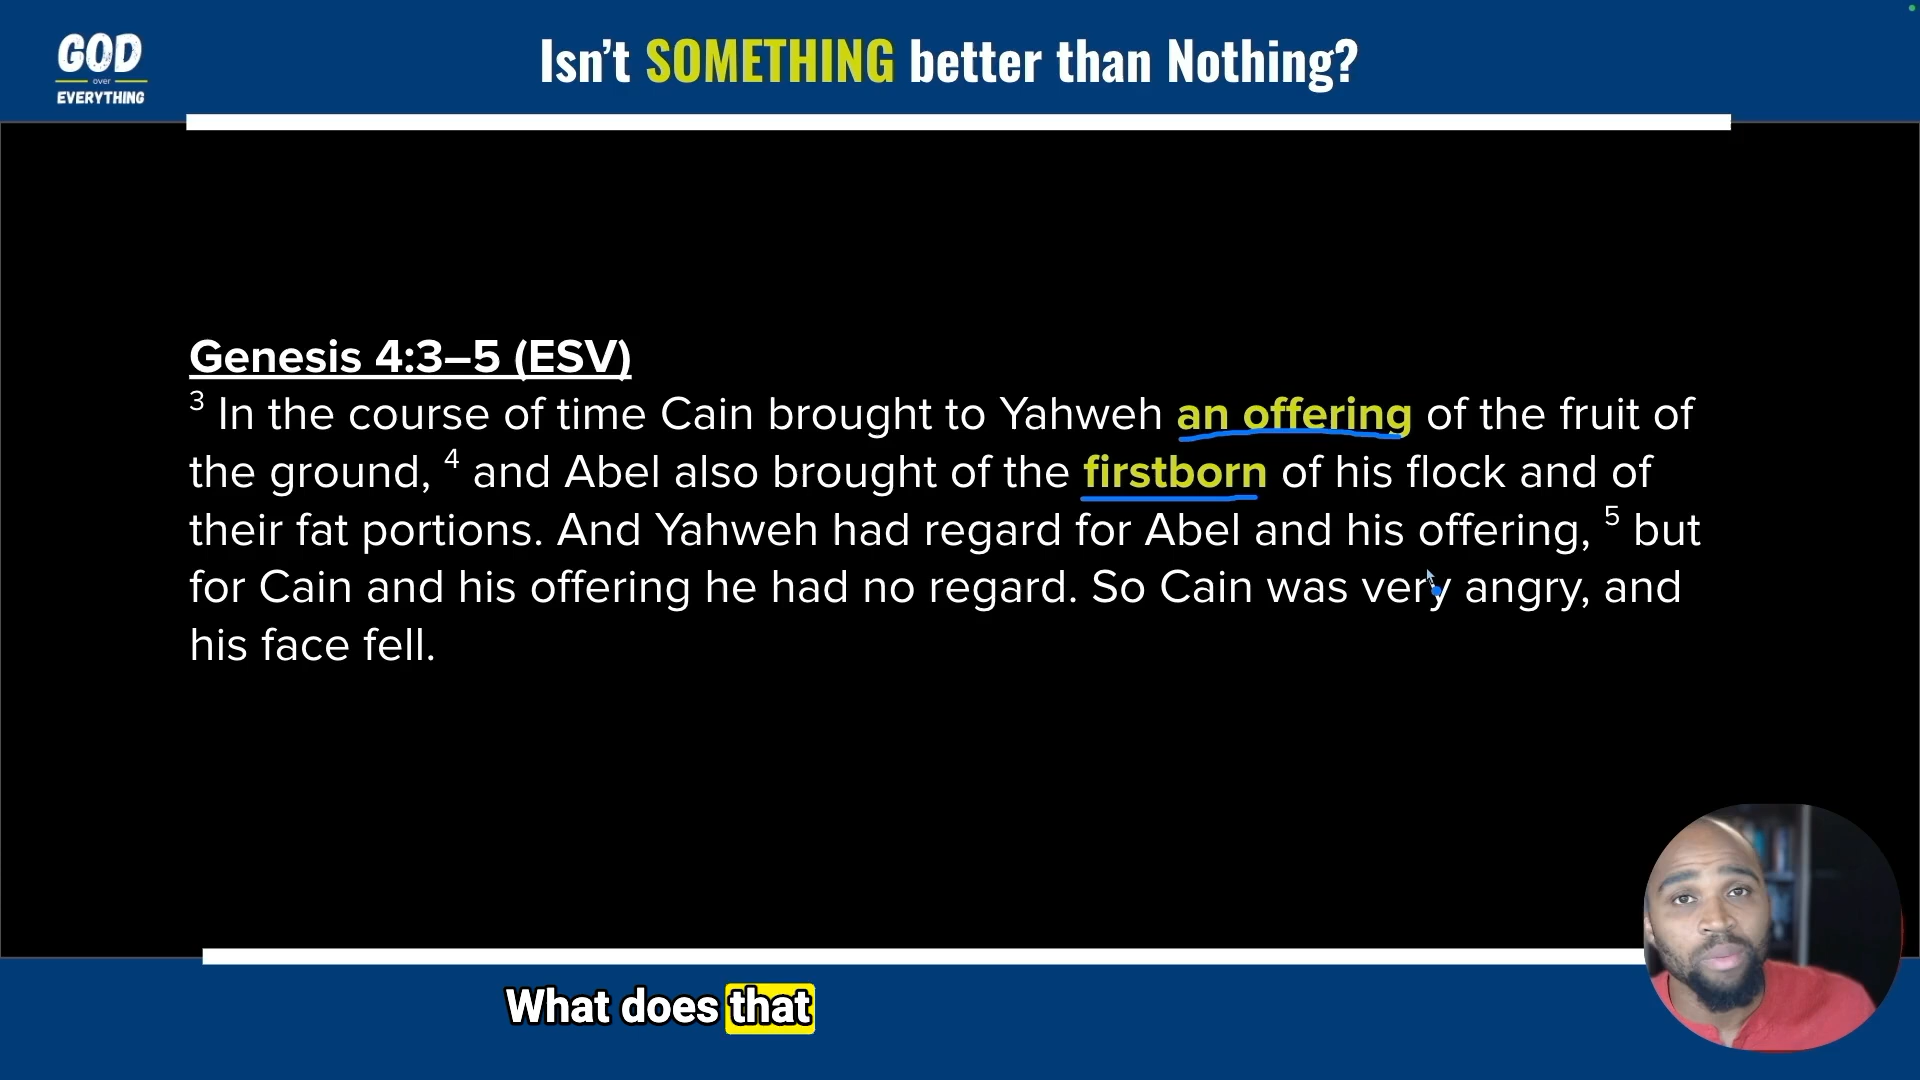 GOD
over
EVERYTHING
Isn’t SOMETHING better than Nothing?
Genesis 4:3–5 (ESV)
3 In the course of time Cain brought to Yahweh an offering of the fruit of
the ground, 4 and Abel also brought of the firstborn of his flock and of
their fat portions. And Yahweh had regard for Abel and his offering, 5 but
for Cain and his offering he had no regard. So Cain was very angry, and
his face fell.
What does that